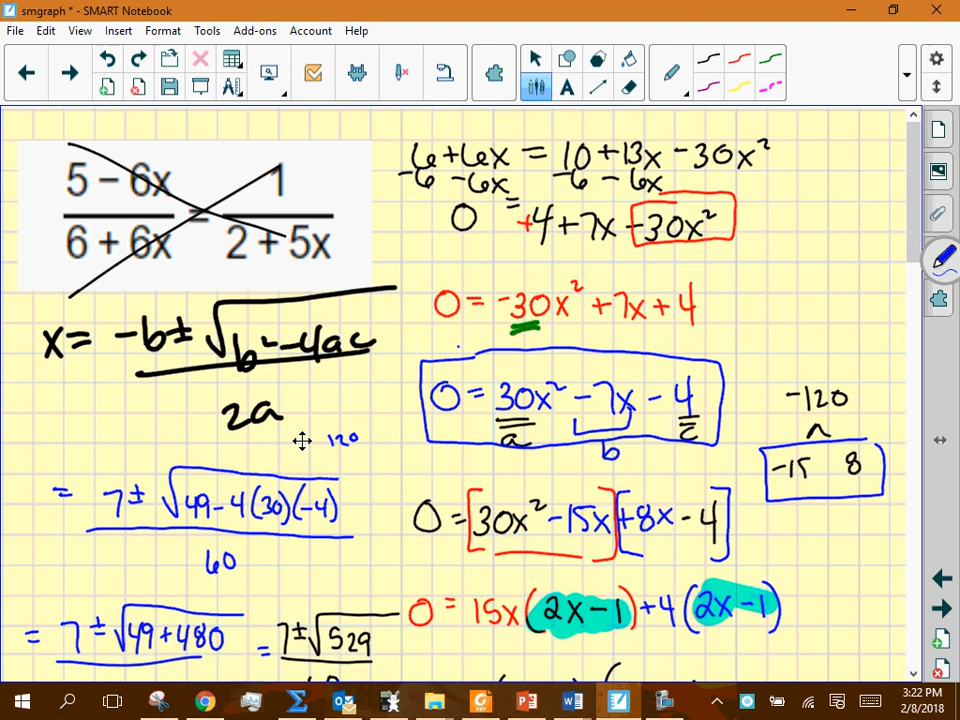 smgraph * - SMART Notebook
File Edit View Insert Format Tools Add-ons Account Help
5 − 6x
6 + 6x
=
1
2 + 5x
x = -b ± √b² - 4ac
2a
120
= 7 ± √49 - 4(30)(-4)
60
= 7 ± √49 + 480 = 7 ± √529
6 + 6x = 10 + 13x - 30x²
-6 -6x -6 - 6x
0 = +4 + 7x - 30x²
0 = -30x² + 7x + 4
0 = 30x² - 7x - 4
a b c
-120
^
-15 8
0 = [30x² - 15x] [+8x - 4]
0 = 15x(2x - 1) + 4(2x - 1)
3:22 PM
2/8/2018